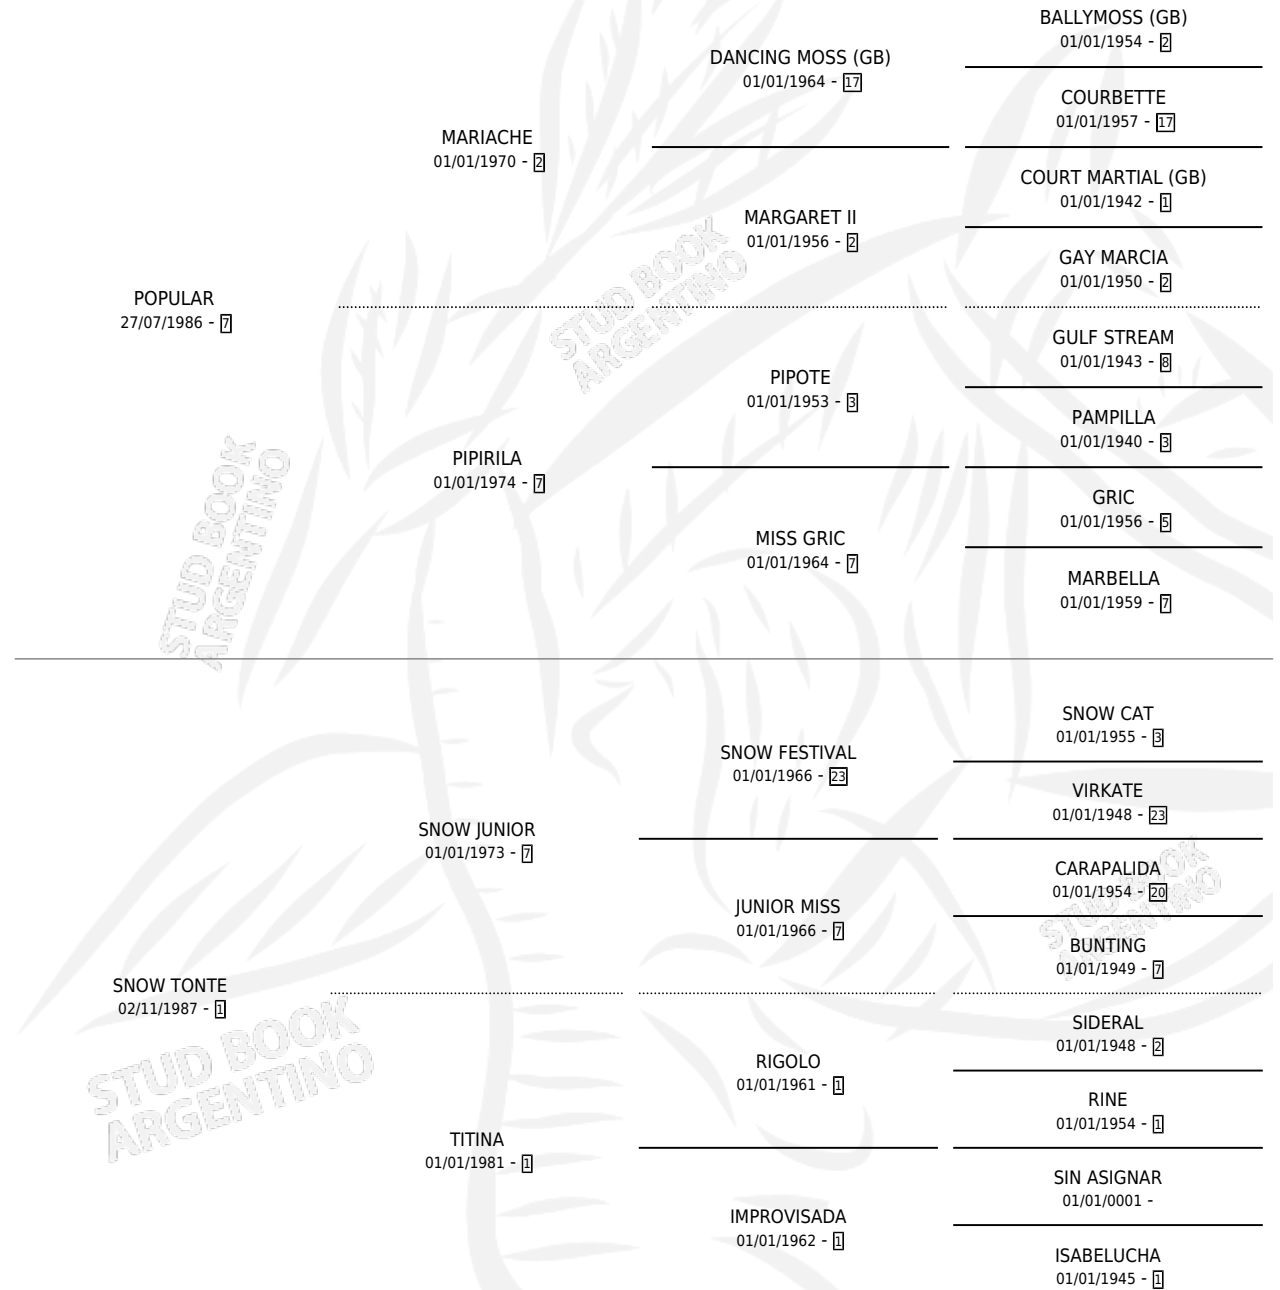 BALLYMOSS (GB)
01/01/1954 - 2
DANCING MOSS (GB)
01/01/1964 - 17
COURBETTE
01/01/1957 - 17
MARIACHE
01/01/1970 - 2
COURT MARTIAL (GB)
01/01/1942 - 1
MARGARET II
01/01/1956 - 2
GAY MARCIA
01/01/1950 - 2
POPULAR
27/07/1986 - 7
STUD BOOK
ARGENTINO
GULF STREAM
01/01/1943 - 8
PIPOTE
01/01/1953 - 3
PAMPILLA
01/01/1940 - 3
PIPIRILA
01/01/1974 - 7
GRIC
01/01/1956 - 5
MISS GRIC
01/01/1964 - 7
MARBELLA
01/01/1959 - 7
STUD BOOK
ARGENTINO
SNOW CAT
01/01/1955 - 3
SNOW FESTIVAL
01/01/1966 - 23
VIRKATE
01/01/1948 - 23
SNOW JUNIOR
01/01/1973 - 7
CARAPALIDA
01/01/1954 - 20
JUNIOR MISS
01/01/1966 - 7
STUD BOOK
ARGENTINO
BUNTING
01/01/1949 - 7
SNOW TONTE
02/11/1987 - 1
STUD BOOK
ARGENTINO
SIDERAL
01/01/1948 - 2
RIGOLO
01/01/1961 - 1
RINE
01/01/1954 - 1
TITINA
01/01/1981 - 1
SIN ASIGNAR
01/01/0001 -
IMPROVISADA
01/01/1962 - 1
ISABELUCHA
01/01/1945 - 1